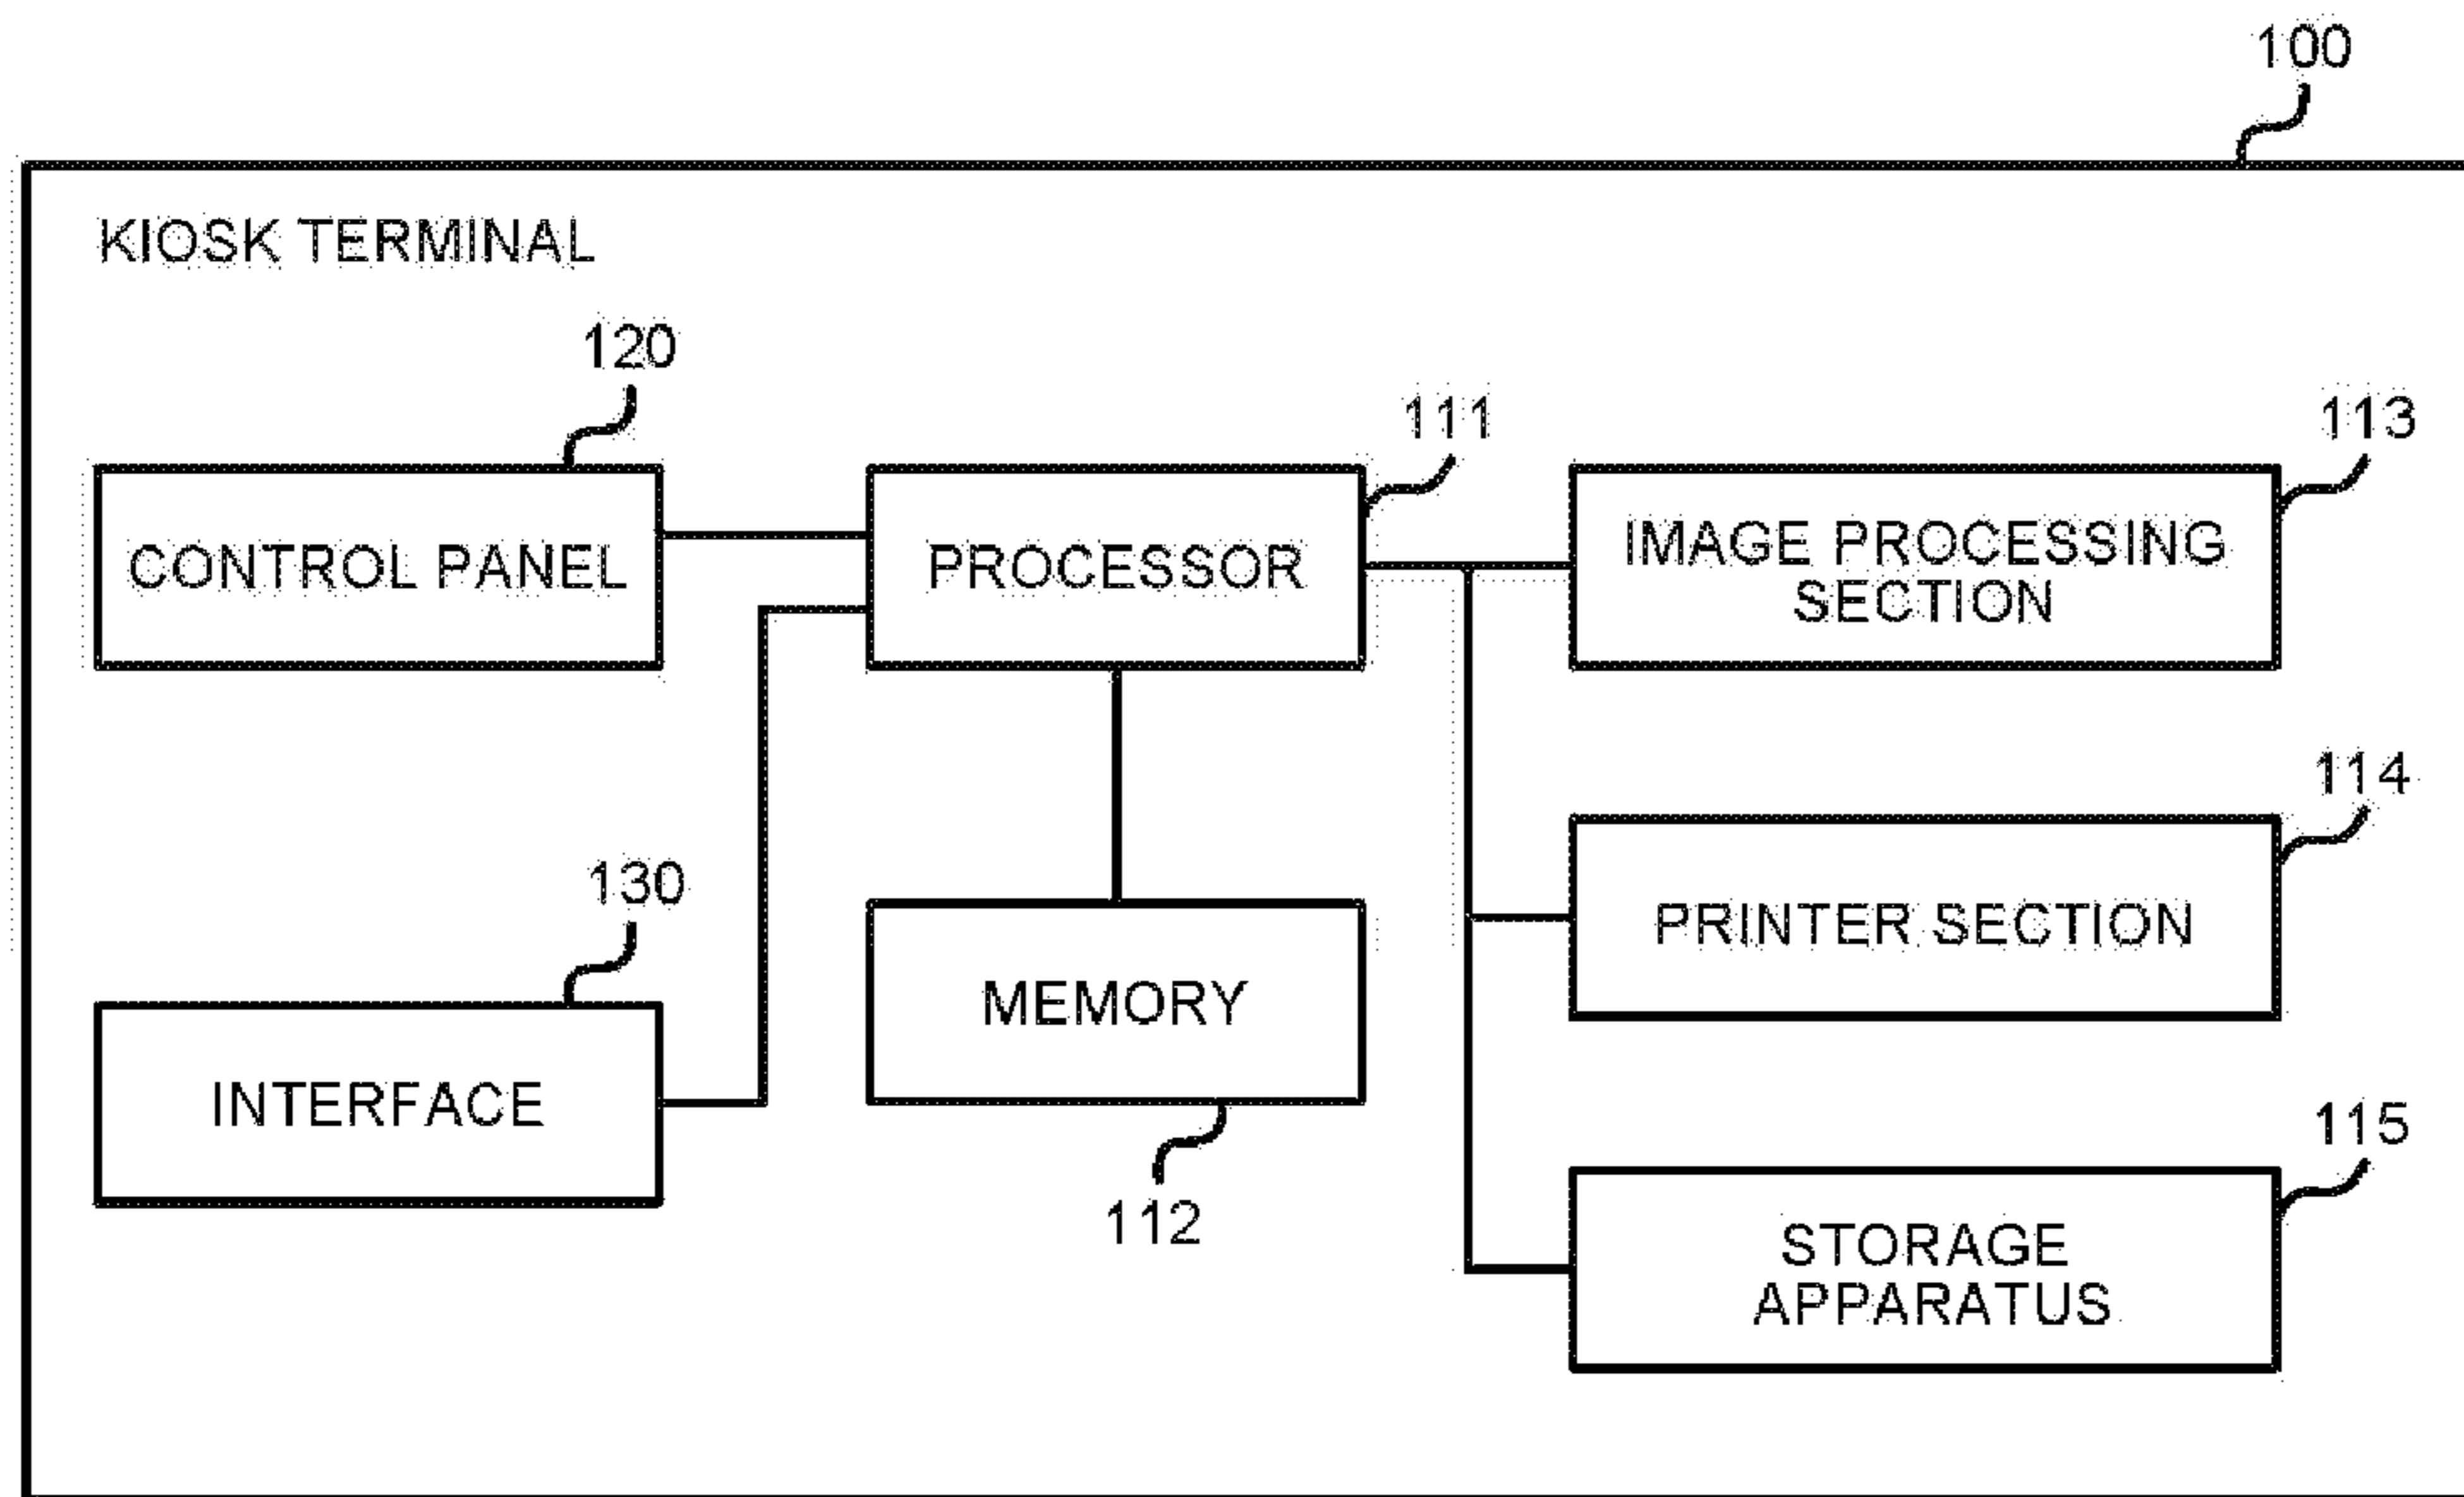 100
KIOSK TERMINAL
120
111
113
CONTROL PANEL
PROCESSOR
IMAGE PROCESSING
SECTION
114
130
PRINTER SECTION
MEMORY
INTERFACE
115
112
STORAGE
APPARATUS